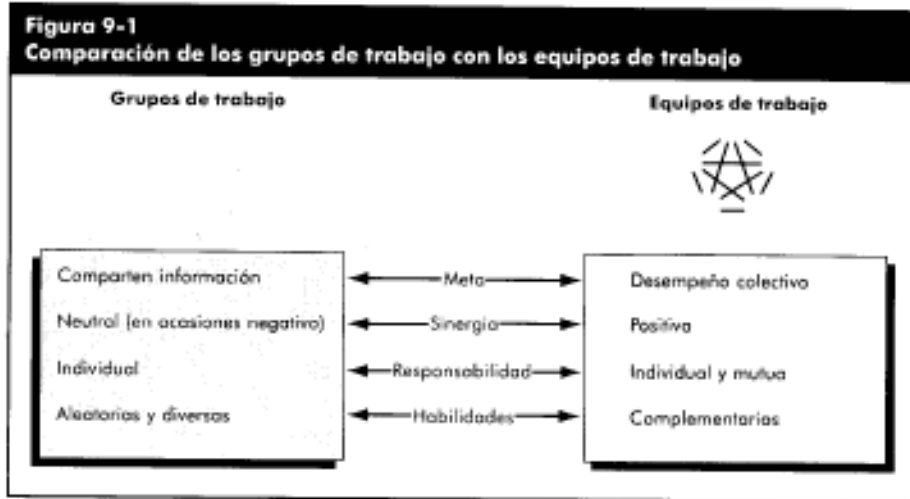 Figura 9-1
Comparación de los grupos de trabajo con los equipos de trabajo
Grupos de trabajo
Equipos de trabajo
Comparten información
Meta
Desempeño colectivo
Neutral (en ocasiones negativo)
Sinergia
Positiva
Individual
Responsabilidad
Individual y mutua
Aleatorias y diversas
Habilidades
Complementarias